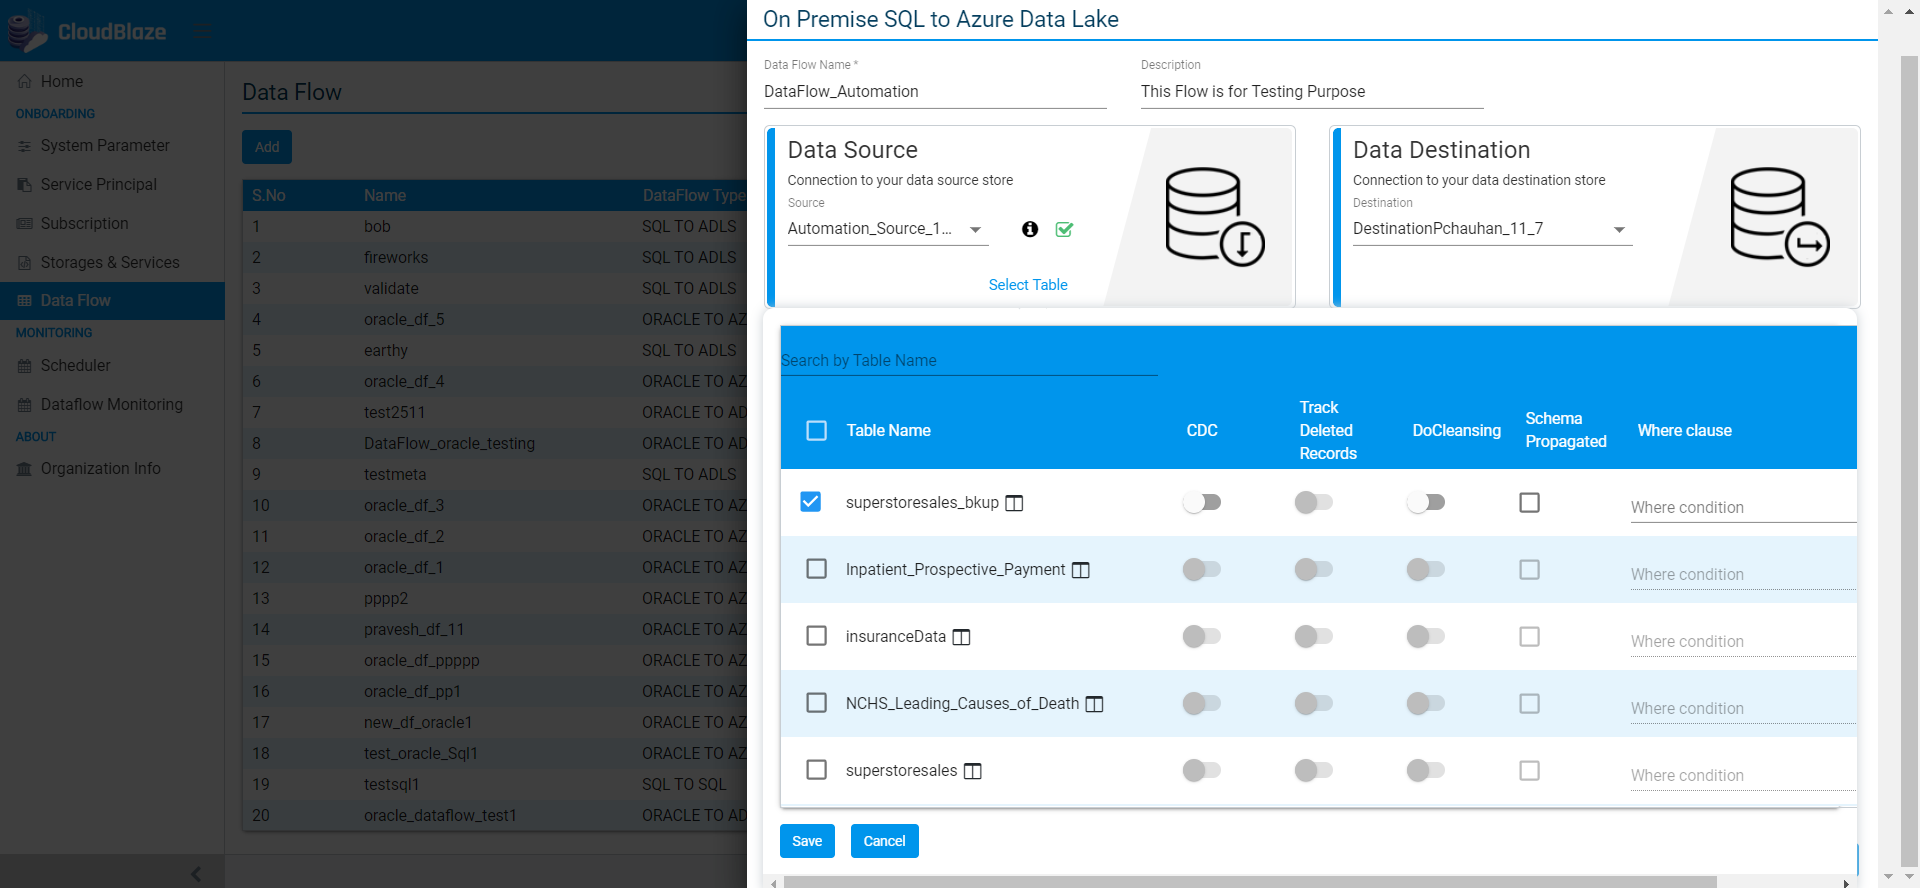 CloudBlaze
Home
ONBOARDING
System Parameter
Service Principal
Subscription
Storages & Services
Data Flow
MONITORING
Scheduler
Dataflow Monitoring
ABOUT
Organization Info
Data Flow
Add
S.No Name DataFlow Type
1 bob SQL TO ADLS
2 fireworks SQL TO ADLS
3 validate SQL TO ADLS
4 oracle_df_5 ORACLE TO AZ
5 earthy SQL TO ADLS
6 oracle_df_4 ORACLE TO AZ
7 test2511 ORACLE TO AD
8 DataFlow_oracle_testing ORACLE TO AD
9 testmeta SQL TO ADLS
10 oracle_df_3 ORACLE TO AZ
11 oracle_df_2 ORACLE TO AZ
12 oracle_df_1 ORACLE TO AZ
13 pppp2 ORACLE TO AZ
14 pravesh_df_11 ORACLE TO AZ
15 oracle_df_ppppp ORACLE TO AZ
16 oracle_df_pp1 ORACLE TO AZ
17 new_df_oracle1 ORACLE TO AZ
18 test_oracle_Sql1 ORACLE TO AZ
19 testsql1 SQL TO SQL
20 oracle_dataflow_test1 ORACLE TO AD
On Premise SQL to Azure Data Lake
Data Flow Name * Description
DataFlow_Automation This Flow is for Testing Purpose
Data Source
Connection to your data source store
Source
Automation_Source_1...
Select Table
Data Destination
Connection to your data destination store
Destination
DestinationPchauhan_11_7
Search by Table Name
Table Name CDC Track Deleted Records DoCleansing Schema Propagated Where clause
superstoresales_bkup Where condition
Inpatient_Prospective_Payment Where condition
insuranceData Where condition
NCHS_Leading_Causes_of_Death Where condition
superstoresales Where condition
Save Cancel